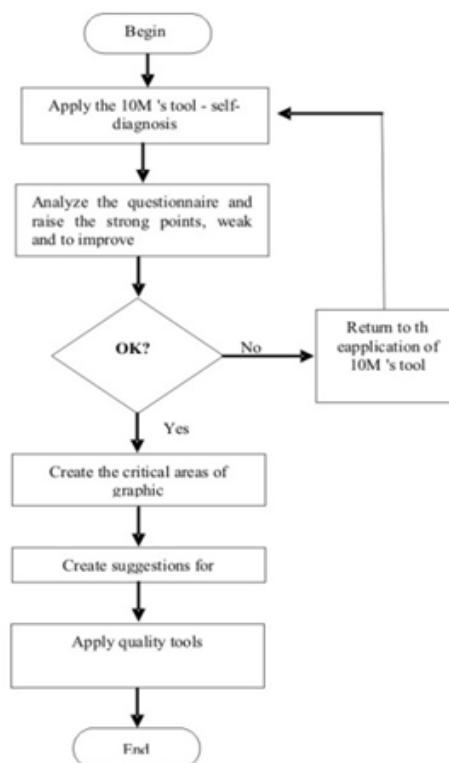 Begin
Apply the 10M 's tool - self-
diagnosis
Analyze the questionnaire and
raise the strong points, weak
and to improve
OK?
No
Return to th
eapplication of
10M 's tool
Yes
Create the critical areas of
graphic
Create suggestions for
Apply quality tools
End